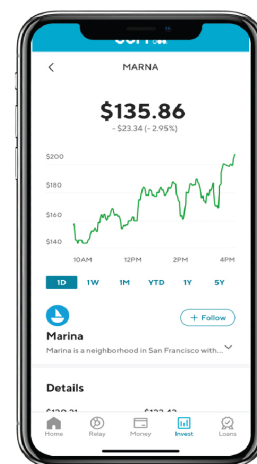 MARNA
$135.86
- $23.34 (- 2.95%)
$200
$180
$160
$140
10AM 12PM 2PM 4PM
1D 1W 1M YTD 1Y 5Y
+ Follow
Marina
Marina is a neighborhood in San Francisco with...
Details
Home Relay Money Invest Loans